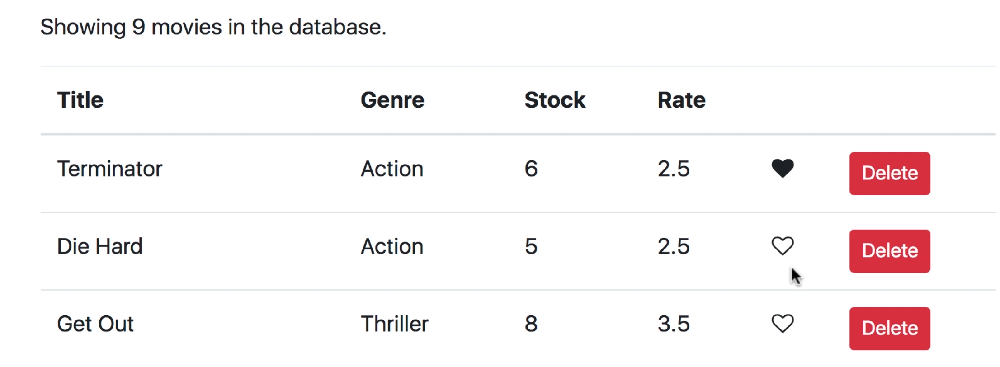 Showing 9 movies in the database.
Title Genre Stock Rate
Terminator Action 6 2.5 Delete
Die Hard Action 5 2.5 Delete
Get Out Thriller 8 3.5 Delete